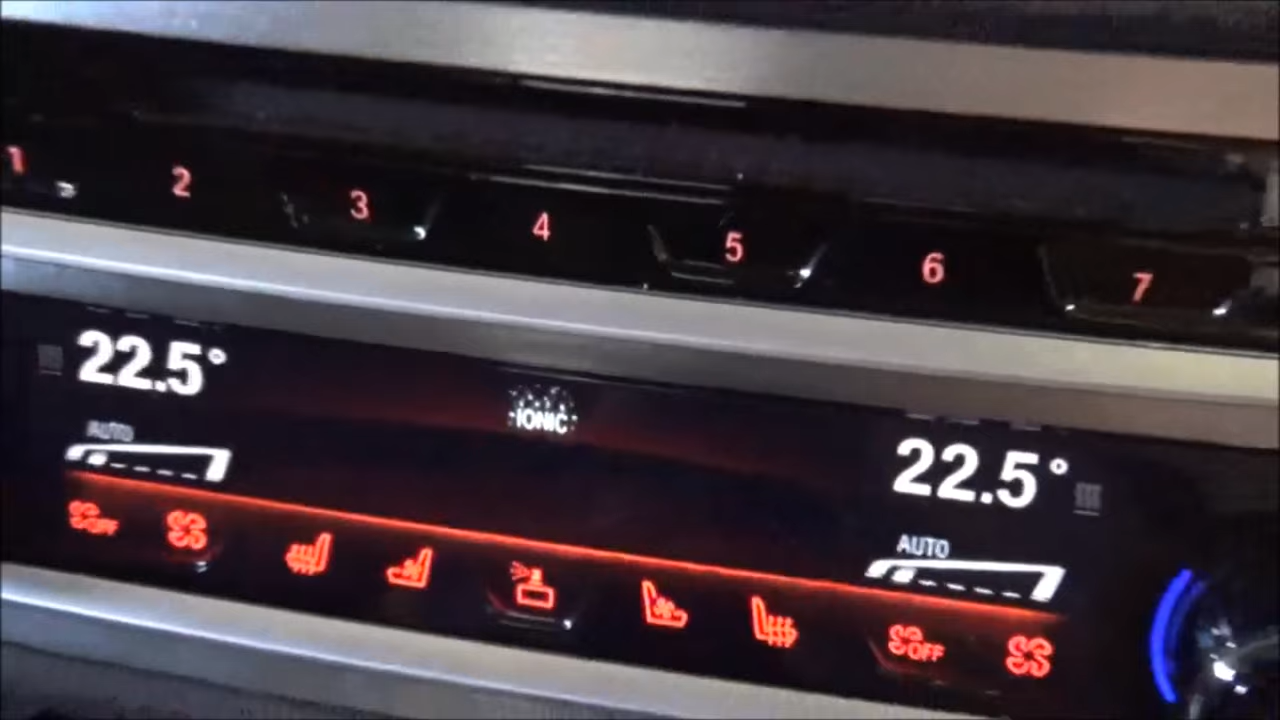 1 2 3 4 5 6 7
22.5° IONIC 22.5°
AUTO AUTO
OFF OFF